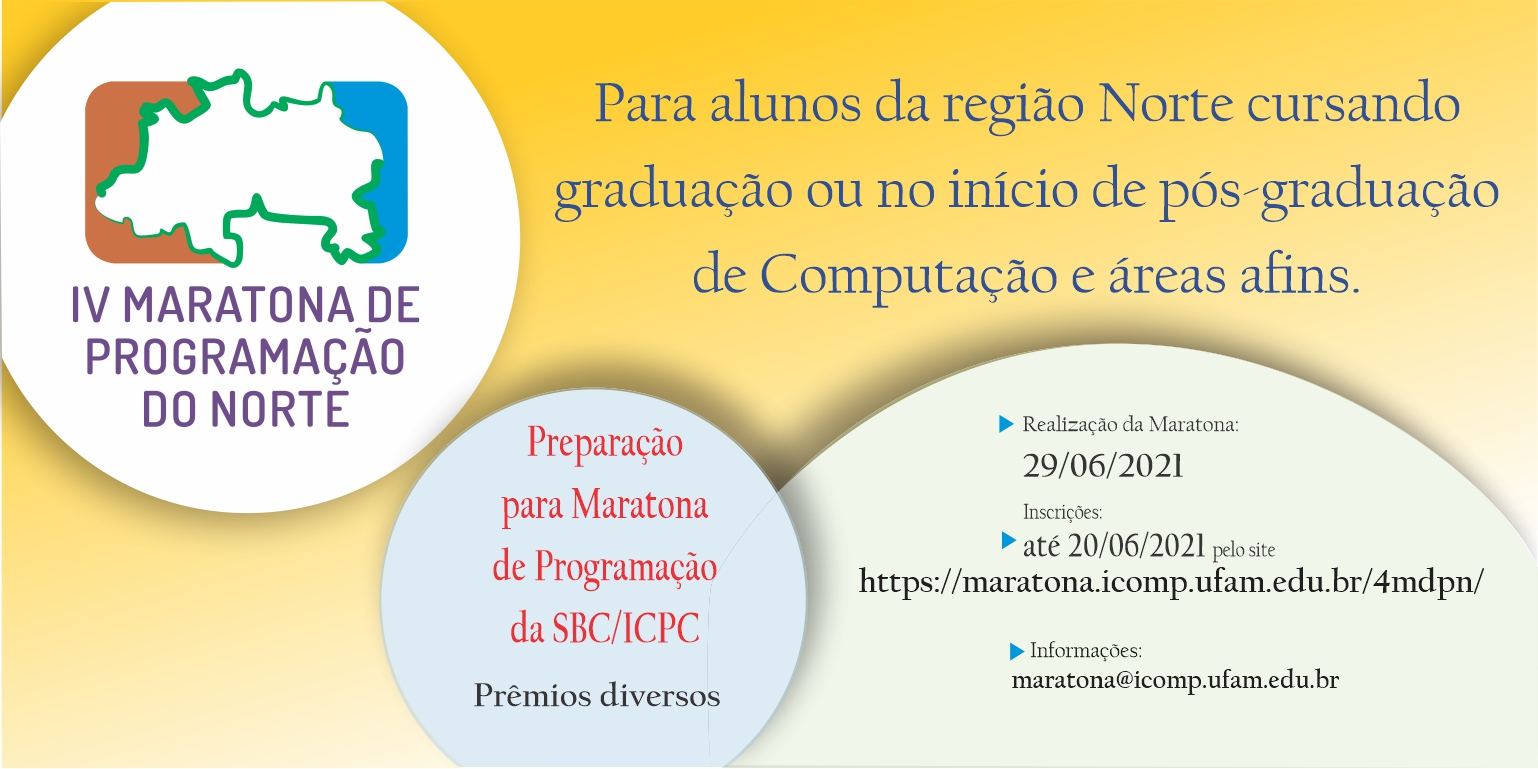 IV MARATONA DE
PROGRAMAÇÃO
DO NORTE
Para alunos da região Norte cursando
graduação ou no início de pós-graduação
de Computação e áreas afins.
Preparação
para Maratona
de Programação
da SBC/ICPC
Prêmios diversos
Realização da Maratona:
29/06/2021
Inscrições:
até 20/06/2021 pelo site
https://maratona.icomp.ufam.edu.br/4mdpn/
Informações:
maratona@icomp.ufam.edu.br